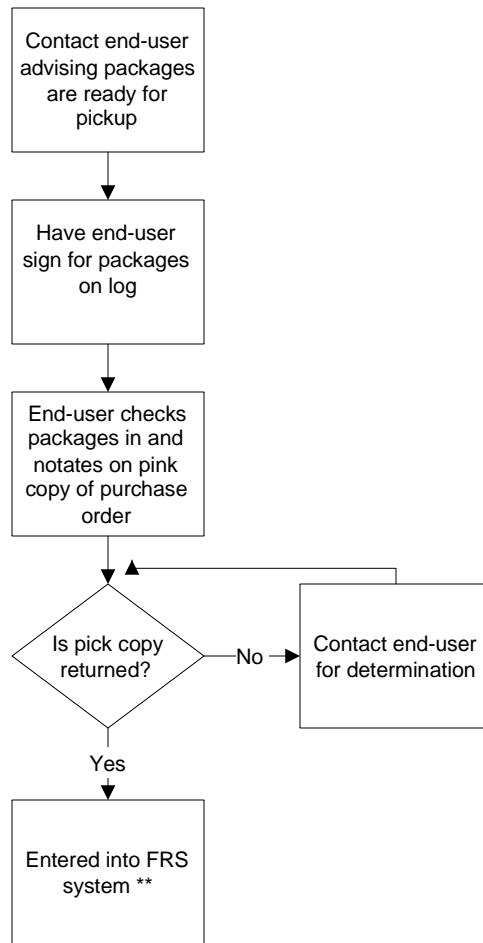 Contact end-user
advising packages
are ready for
pickup
Have end-user
sign for packages
on log
End-user checks
packages in and
notates on pink
copy of purchase
order
Is pick copy
returned?
No
Contact end-user
for determination
Yes
Entered into FRS
system **